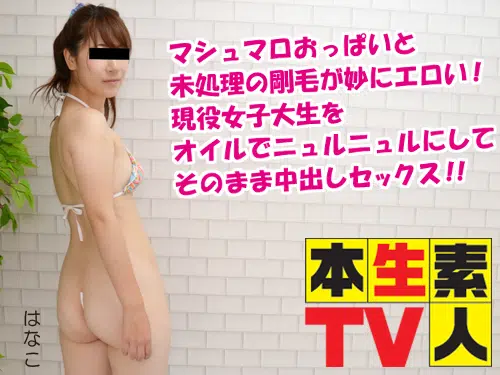 マシュマロおっぱいと
未処理の剛毛が妙にエロい!
現役女子大生を
オイルでニュルニュルにして
そのまま中出しセックス!!
本生素人
TV
はなこ